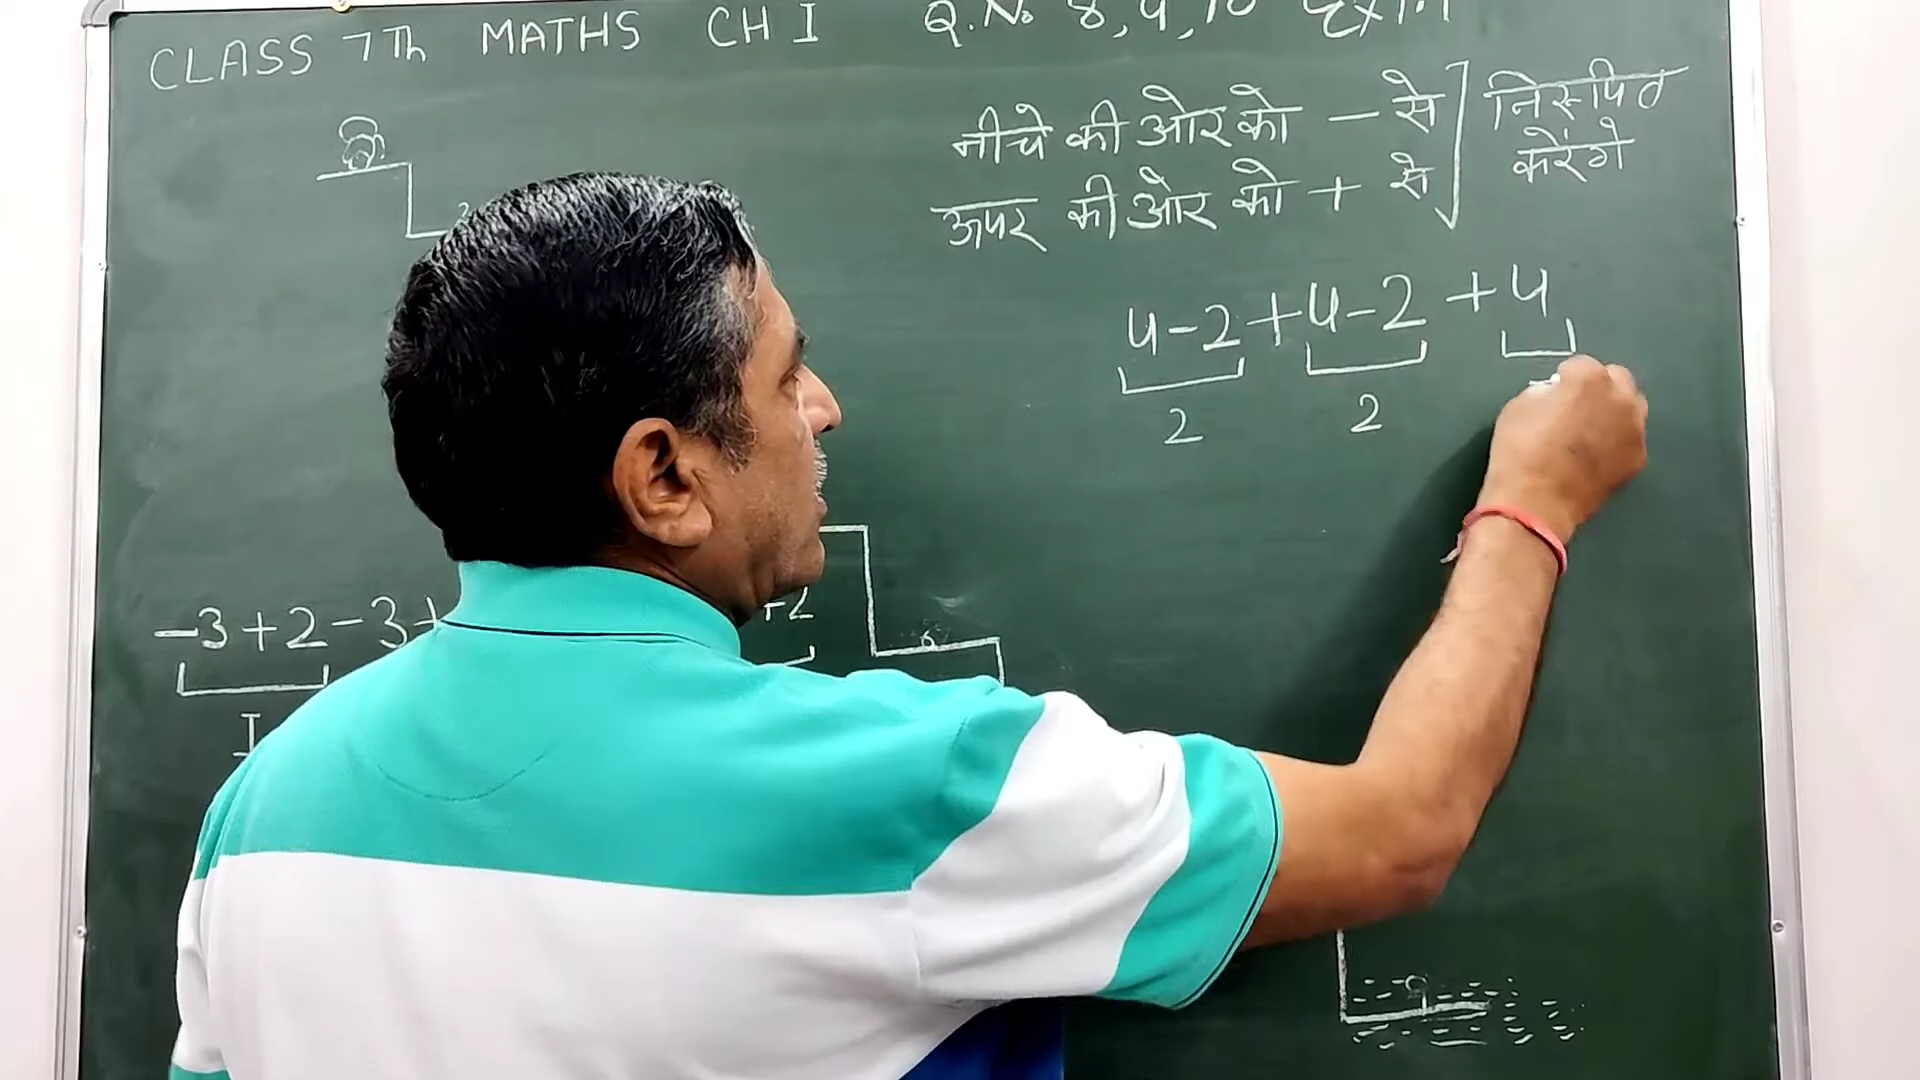 CLASS 7Th MATHS CH I Q.No 8, 9, 10
नीचे की ओर को - से
ऊपर की ओर को + से
निरूपित
करेंगे
4-2+4-2+4
2 2
-3+2-3+
+2
I